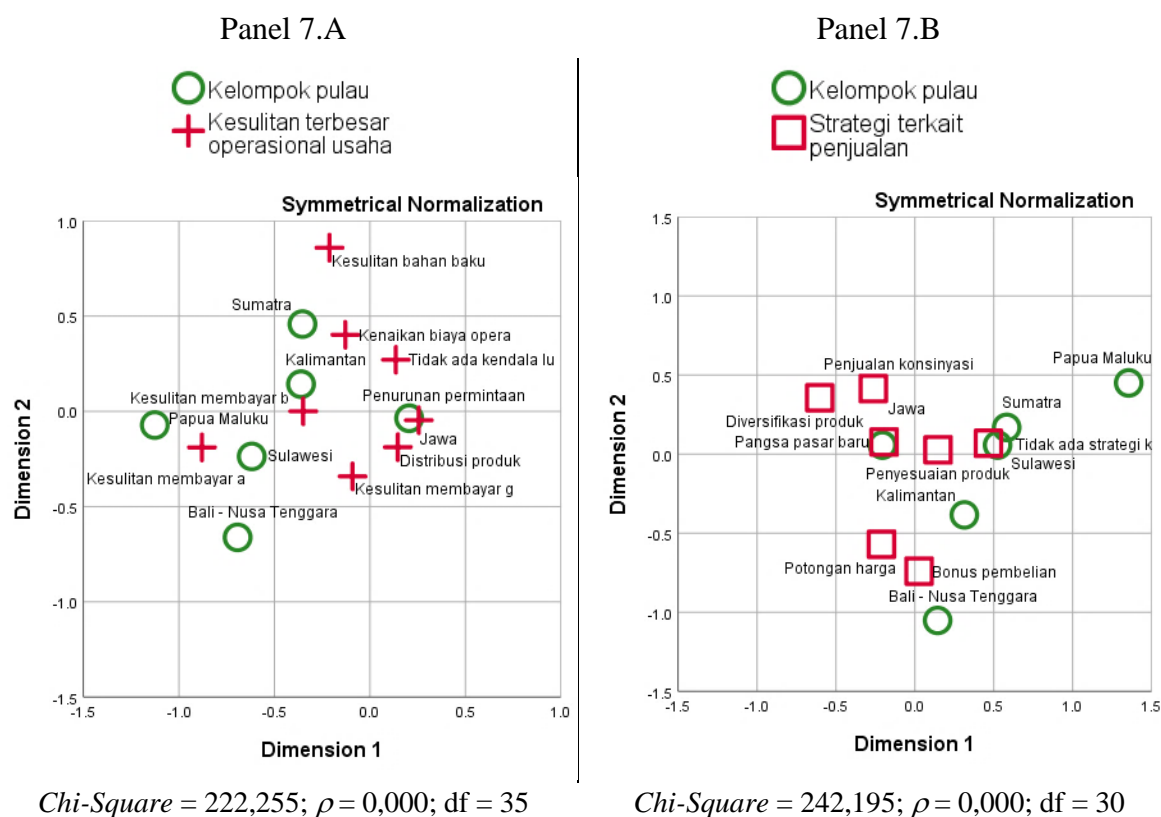 Panel 7.A
Kelompok pulau
Kesulitan terbesar
operasional usaha
Symmetrical Normalization
1.0
0.5
0.0
-0.5
-1.0
-1.5
Dimension 2
Kesulitan bahan baku
Sumatra
Kenaikan biaya opera
Kalimantan
Tidak ada kendala lu
Kesulitan membayar b
Penurunan permintaan
Papua Maluku
Jawa
Sulawesi
Distribusi produk
Kesulitan membayar a
Kesulitan membayar g
Bali - Nusa Tenggara
-1.5
-1.0
-0.5
0.0
0.5
1.0
Dimension 1
Chi-Square = 222,255; ρ = 0,000; df = 35
Panel 7.B
Kelompok pulau
Strategi terkait
penjualan
Symmetrical Normalization
1.5
1.0
0.5
0.0
-0.5
-1.0
-1.5
Dimension 2
Papua Maluku
Penjualan konsinyasi
Sumatra
Jawa
Diversifikasi produk
Pangsa pasar baru
Tidak ada strategi k
Sulawesi
Penyesuaian produk
Kalimantan
Potongan harga
Bonus pembelian
Bali - Nusa Tenggara
-1.5
-1.0
-0.5
0.0
0.5
1.0
1.5
Dimension 1
Chi-Square = 242,195; ρ = 0,000; df = 30